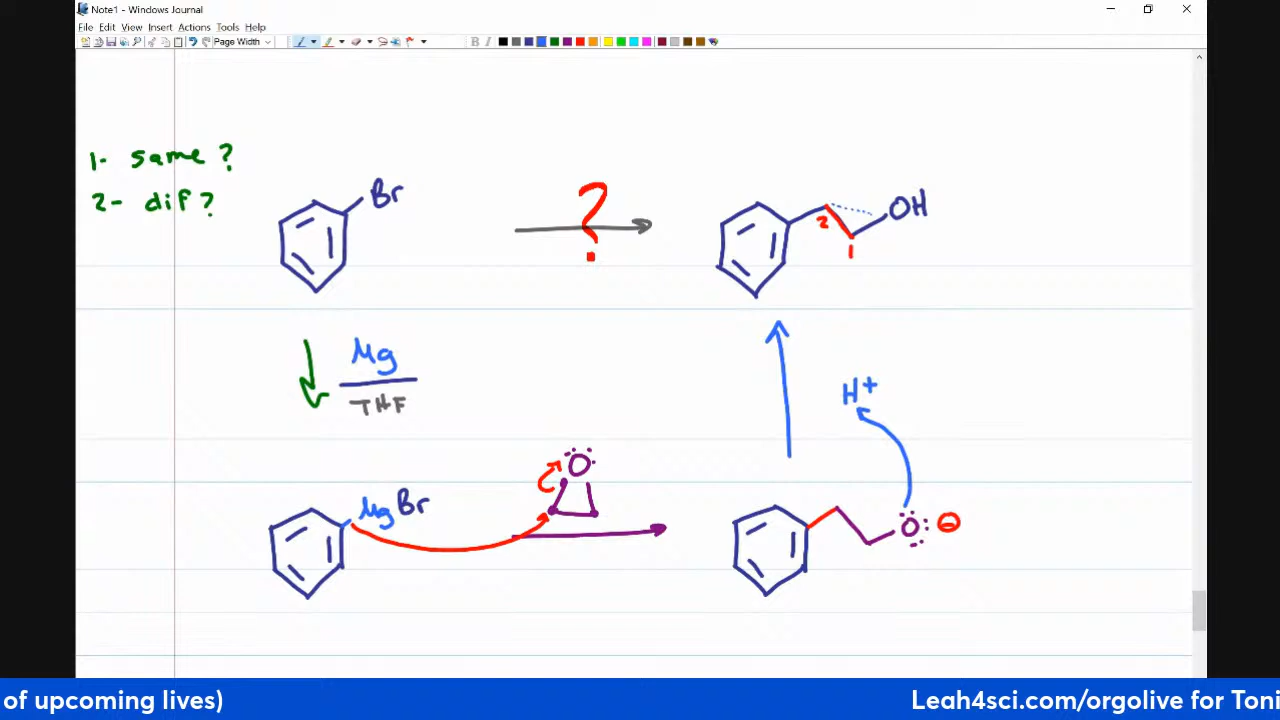 Note1 - Windows Journal
File Edit View Insert Actions Tools Help
Page Width
B I
1- same ?
2- dif ?
Br
?
OH
2
1
Mg
THF
H+
O
MgBr
O
of upcoming lives)
Leah4sci.com/orgolive for Toni